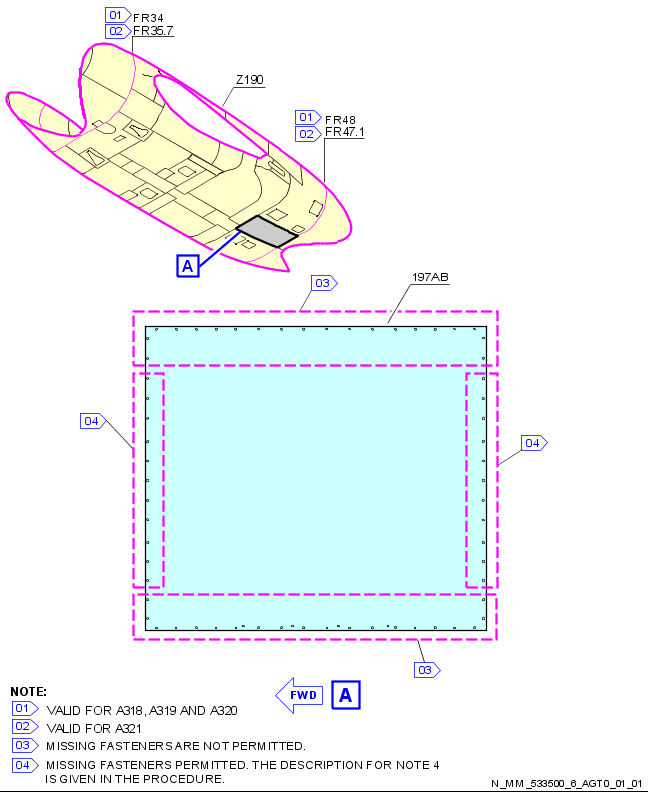 01 FR34
02 FR35.7
Z190
01 FR48
02 FR47.1
A
03
197AB
04
04
03
NOTE:
FWD A
01 VALID FOR A318, A319 AND A320
02 VALID FOR A321
03 MISSING FASTENERS ARE NOT PERMITTED.
04 MISSING FASTENERS PERMITTED. THE DESCRIPTION FOR NOTE 4
IS GIVEN IN THE PROCEDURE.
N_MM_533500_6_AGT0_01_01